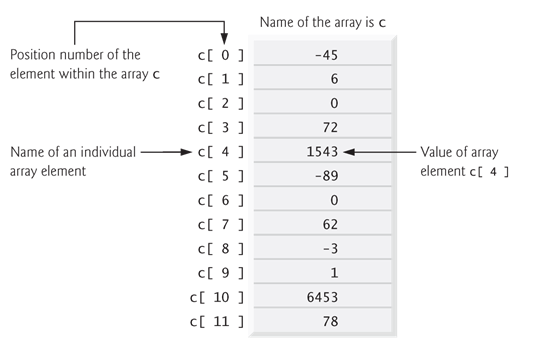 Name of the array is c
Position number of the
element within the array c
c[ 0 ] -45
c[ 1 ] 6
c[ 2 ] 0
c[ 3 ] 72
Name of an individual
array element
c[ 4 ] 1543
Value of array
element c[ 4 ]
c[ 5 ] -89
c[ 6 ] 0
c[ 7 ] 62
c[ 8 ] -3
c[ 9 ] 1
c[ 10 ] 6453
c[ 11 ] 78